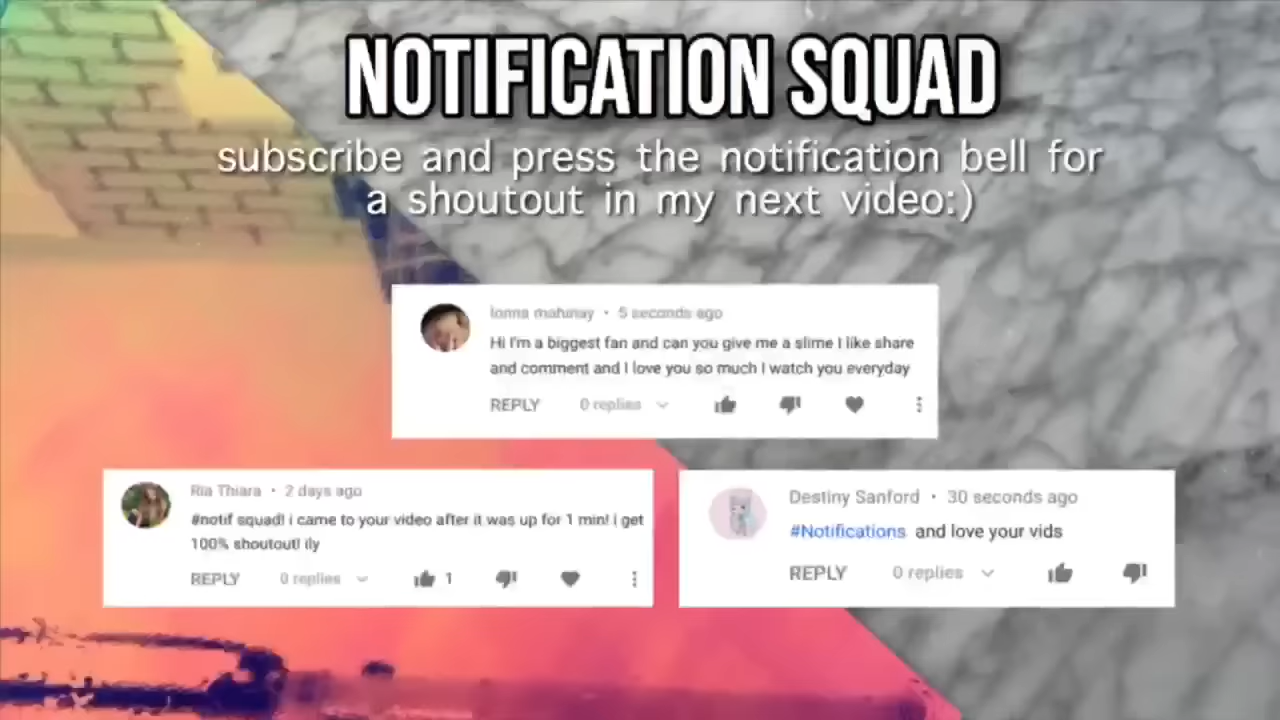 NOTIFICATION SQUAD
subscribe and press the notification bell for
a shoutout in my next video:)
5 seconds ago
Hi I'm a biggest fan and can you give me a slime I like share
and comment and I love you so much I watch you everyday
REPLY 0 replies
Ria Thiara • 2 days ago
#notif squad! i came to your video after it was up for 1 min! i get
100% shoutout! ily
REPLY 0 replies 1
Destiny Sanford • 30 seconds ago
#Notifications and love your vids
REPLY 0 replies